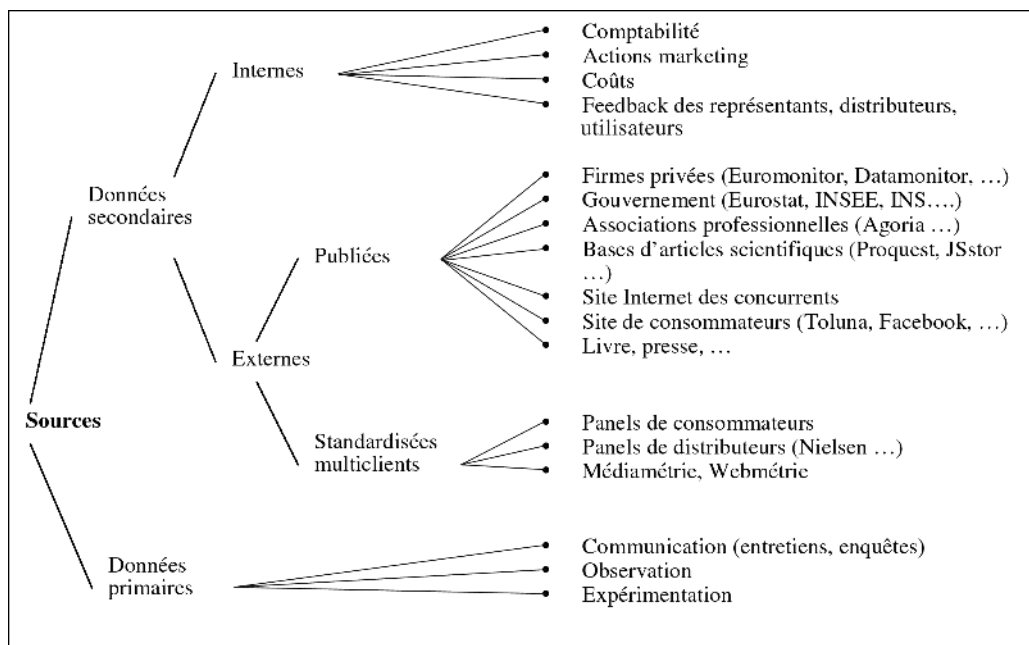 Comptabilité
Actions marketing
Internes
Coûts
Feedback des représentants, distributeurs,
utilisateurs
Données
secondaires
Firmes privées (Euromonitor, Datamonitor, …)
Gouvernement (Eurostat, INSEE, INS….)
Associations professionnelles (Agoria …)
Publiées
Bases d’articles scientifiques (Proquest, JSstor
…)
Site Internet des concurrents
Site de consommateurs (Toluna, Facebook, …)
Livre, presse, …
Externes
Sources
Standardisées
multiclients
Panels de consommateurs
Panels de distributeurs (Nielsen …)
Médiamétrie, Webmétric
Données
primaires
Communication (entretiens, enquêtes)
Observation
Expérimentation